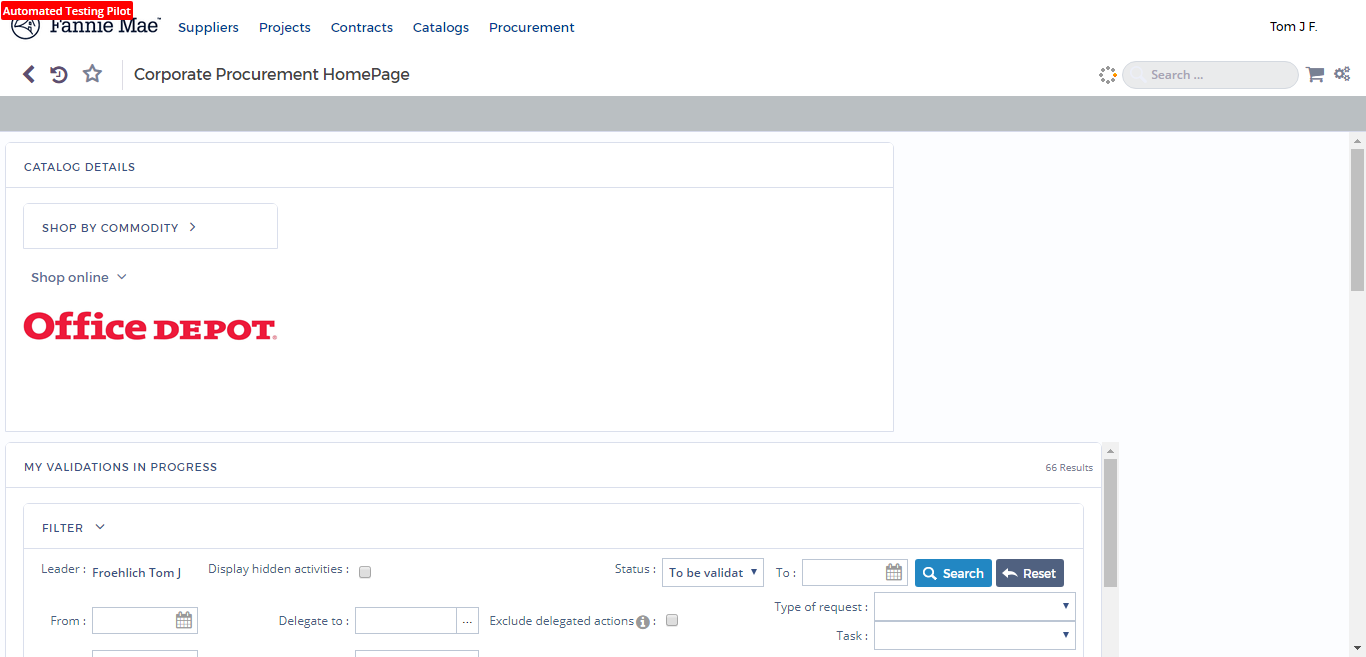 Automated Testing Pilot
Fannie Mae™ Suppliers Projects Contracts Catalogs Procurement Tom J F.
Corporate Procurement HomePage Search ...
CATALOG DETAILS
SHOP BY COMMODITY
Shop online
Office DEPOT.
MY VALIDATIONS IN PROGRESS 66 Results
FILTER
Leader : Froehlich Tom J Display hidden activities : Status : To be validat To : Search Reset
From : Delegate to : ... Exclude delegated actions : Type of request :
Task :